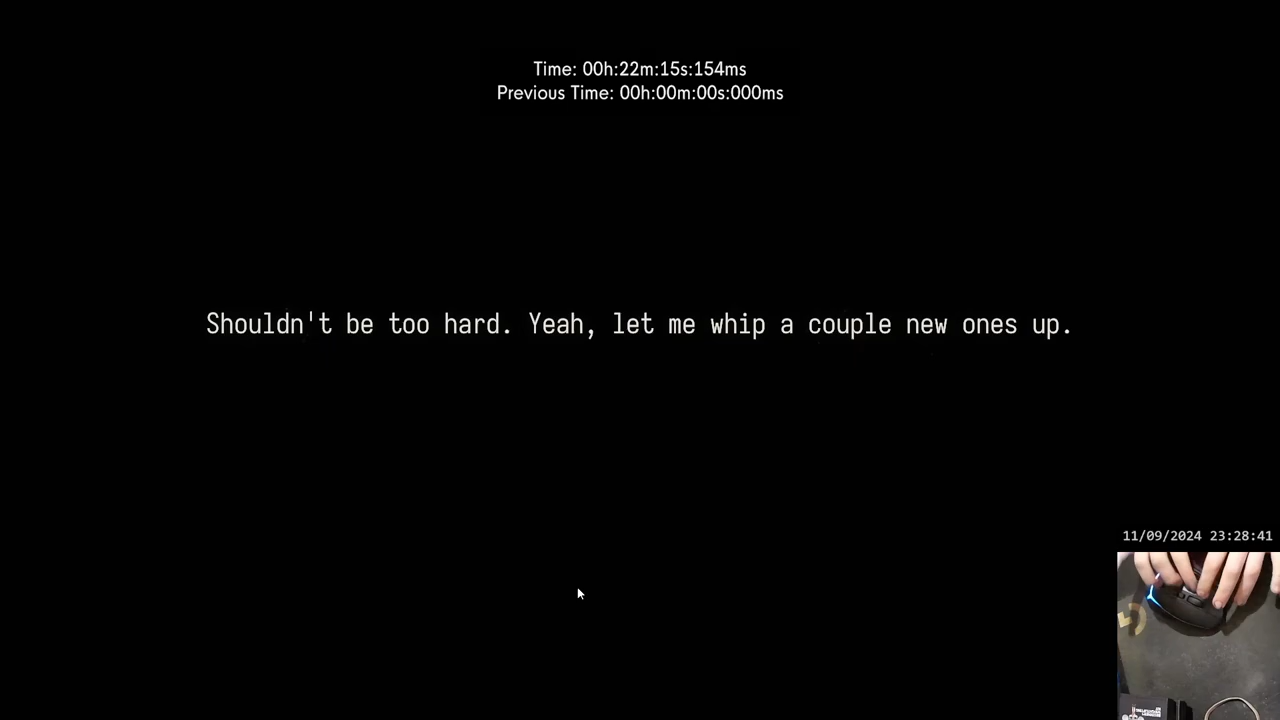 Time: 00h:22m:15s:154ms
Previous Time: 00h:00m:00s:000ms
Shouldn't be too hard. Yeah, let me whip a couple new ones up.
11/09/2024 23:28:41